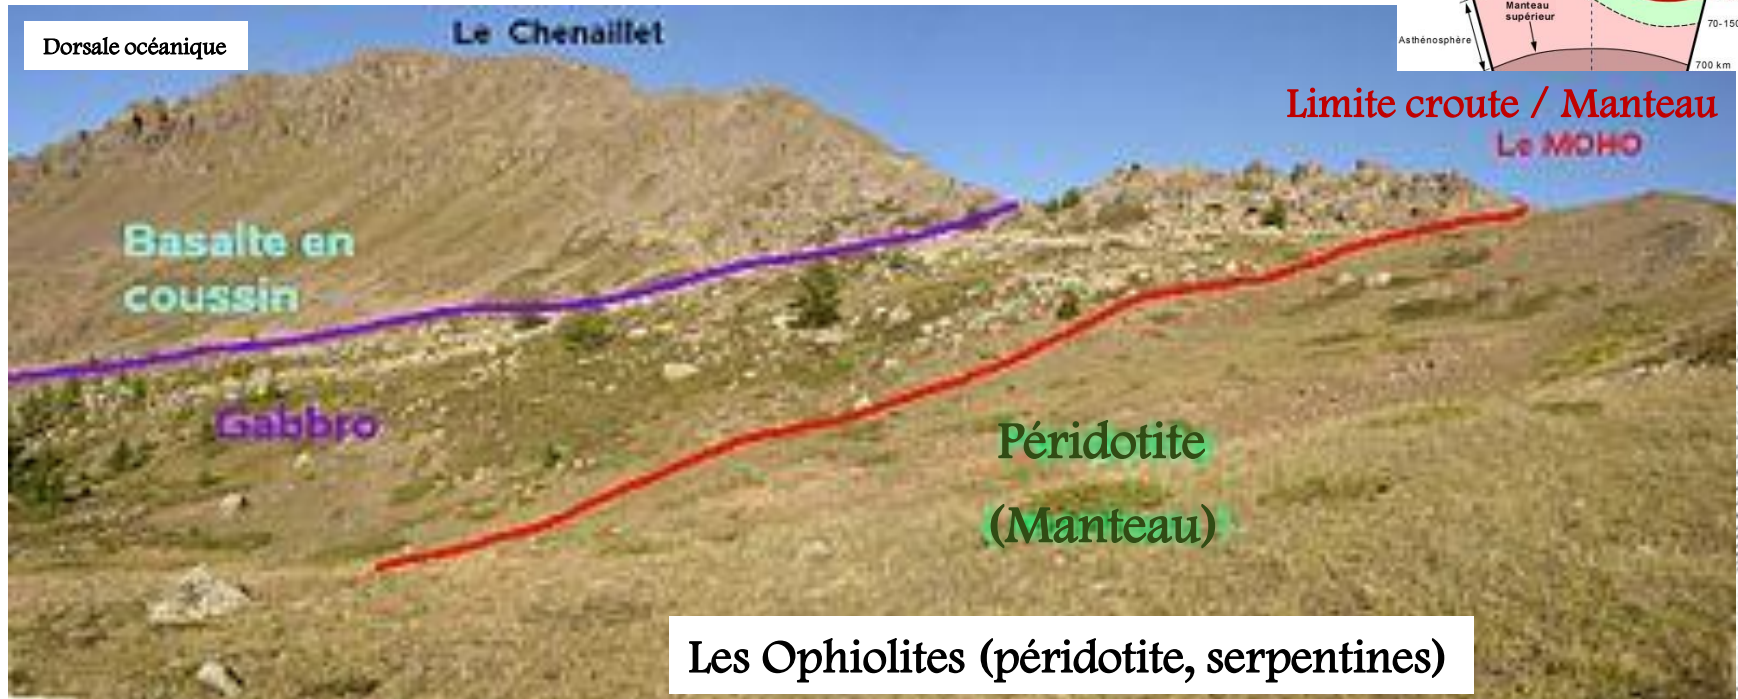 Dorsale océanique
Le Chenaillet
Manteau
supérieur
Asthénosphère
70-150
700 km
Limite croute / Manteau
Le MOHO
Basalte en
coussin
Gabbro
Péridotite
(Manteau)
Les Ophiolites (péridotite, serpentines)